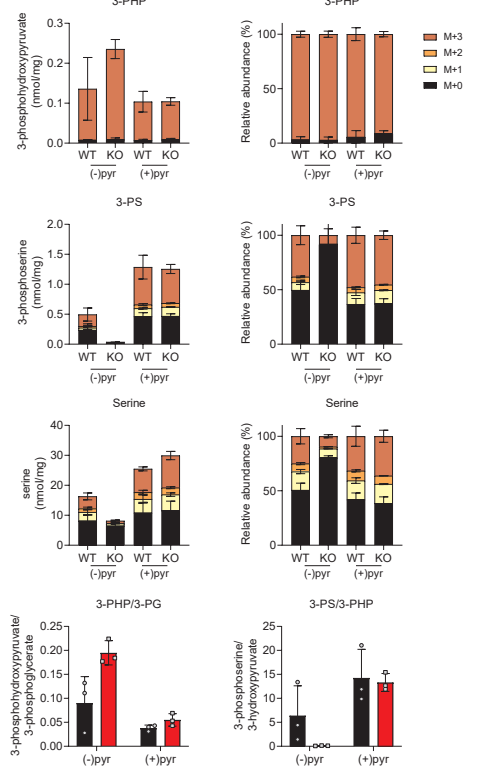 3-PHP
3-PHP
3-phosphohydroxypyruvate
(nmol/mg)
0.3
0.2
0.1
0.0
WT KO WT KO
(-)pyr (+)pyr
Relative abundance (%)
100
50
0
WT KO WT KO
(-)pyr (+)pyr
M+3
M+2
M+1
M+0
3-PS
3-PS
3-phosphoserine
(nmol/mg)
2.0
1.5
1.0
0.5
0.0
WT KO WT KO
(-)pyr (+)pyr
Relative abundance (%)
100
50
0
WT KO WT KO
(-)pyr (+)pyr
Serine
Serine
serine
(nmol/mg)
40
30
20
10
0
WT KO WT KO
(-)pyr (+)pyr
Relative abundance (%)
100
50
0
WT KO WT KO
(-)pyr (+)pyr
3-PHP/3-PG
3-PS/3-PHP
3-phosphohydroxypyruvate/
3-phosphoglycerate
0.25
0.20
0.15
0.10
0.05
0.00
(-)pyr (+)pyr
3-phosphoserine/
3-hydroxypyruvate
25
20
15
10
5
0
(-)pyr (+)pyr